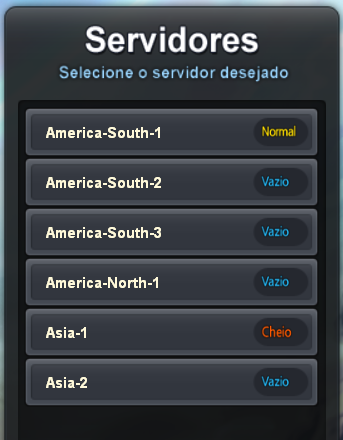 Servidores
Selecione o servidor desejado
America-South-1 Normal
America-South-2 Vazio
America-South-3 Vazio
America-North-1 Vazio
Asia-1 Cheio
Asia-2 Vazio